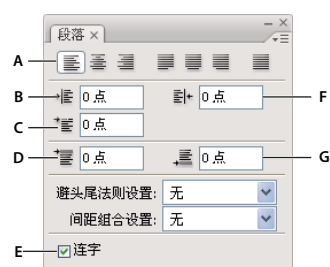 段落 ×
A
B 0 点 0 点 F
C 0 点
D 0 点 0 点 G
避头尾法则设置: 无
间距组合设置: 无
E 连字